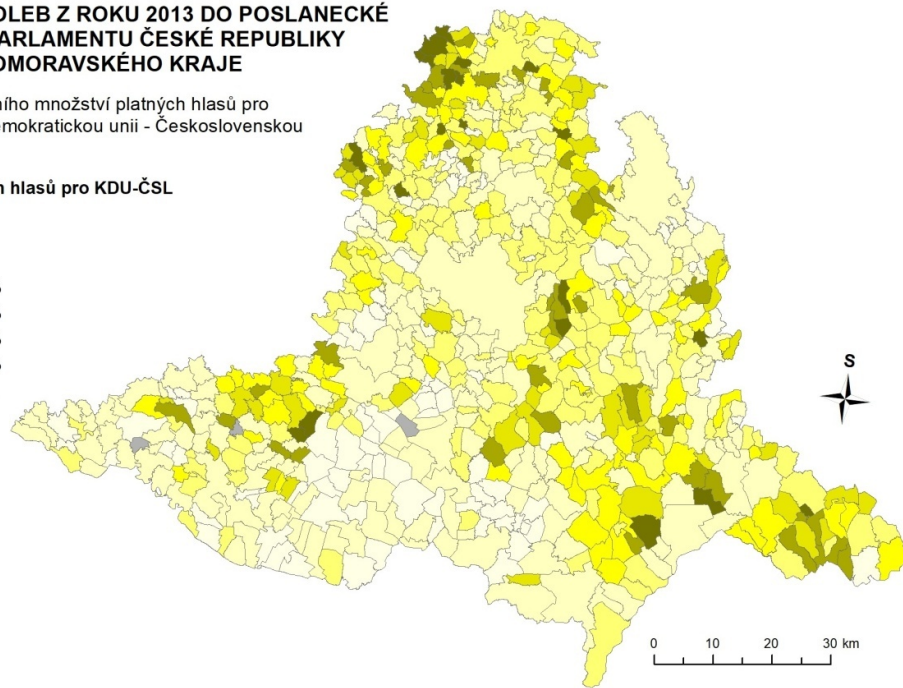 OLEB Z ROKU 2013 DO POSLANECKÉ
ARLAMENTU ČESKÉ REPUBLIKY
OMORAVSKÉHO KRAJE
ního množství platných hlasů pro
emokratickou unii - Československou
h hlasů pro KDU-ČSL
S
0 10 20 30 km